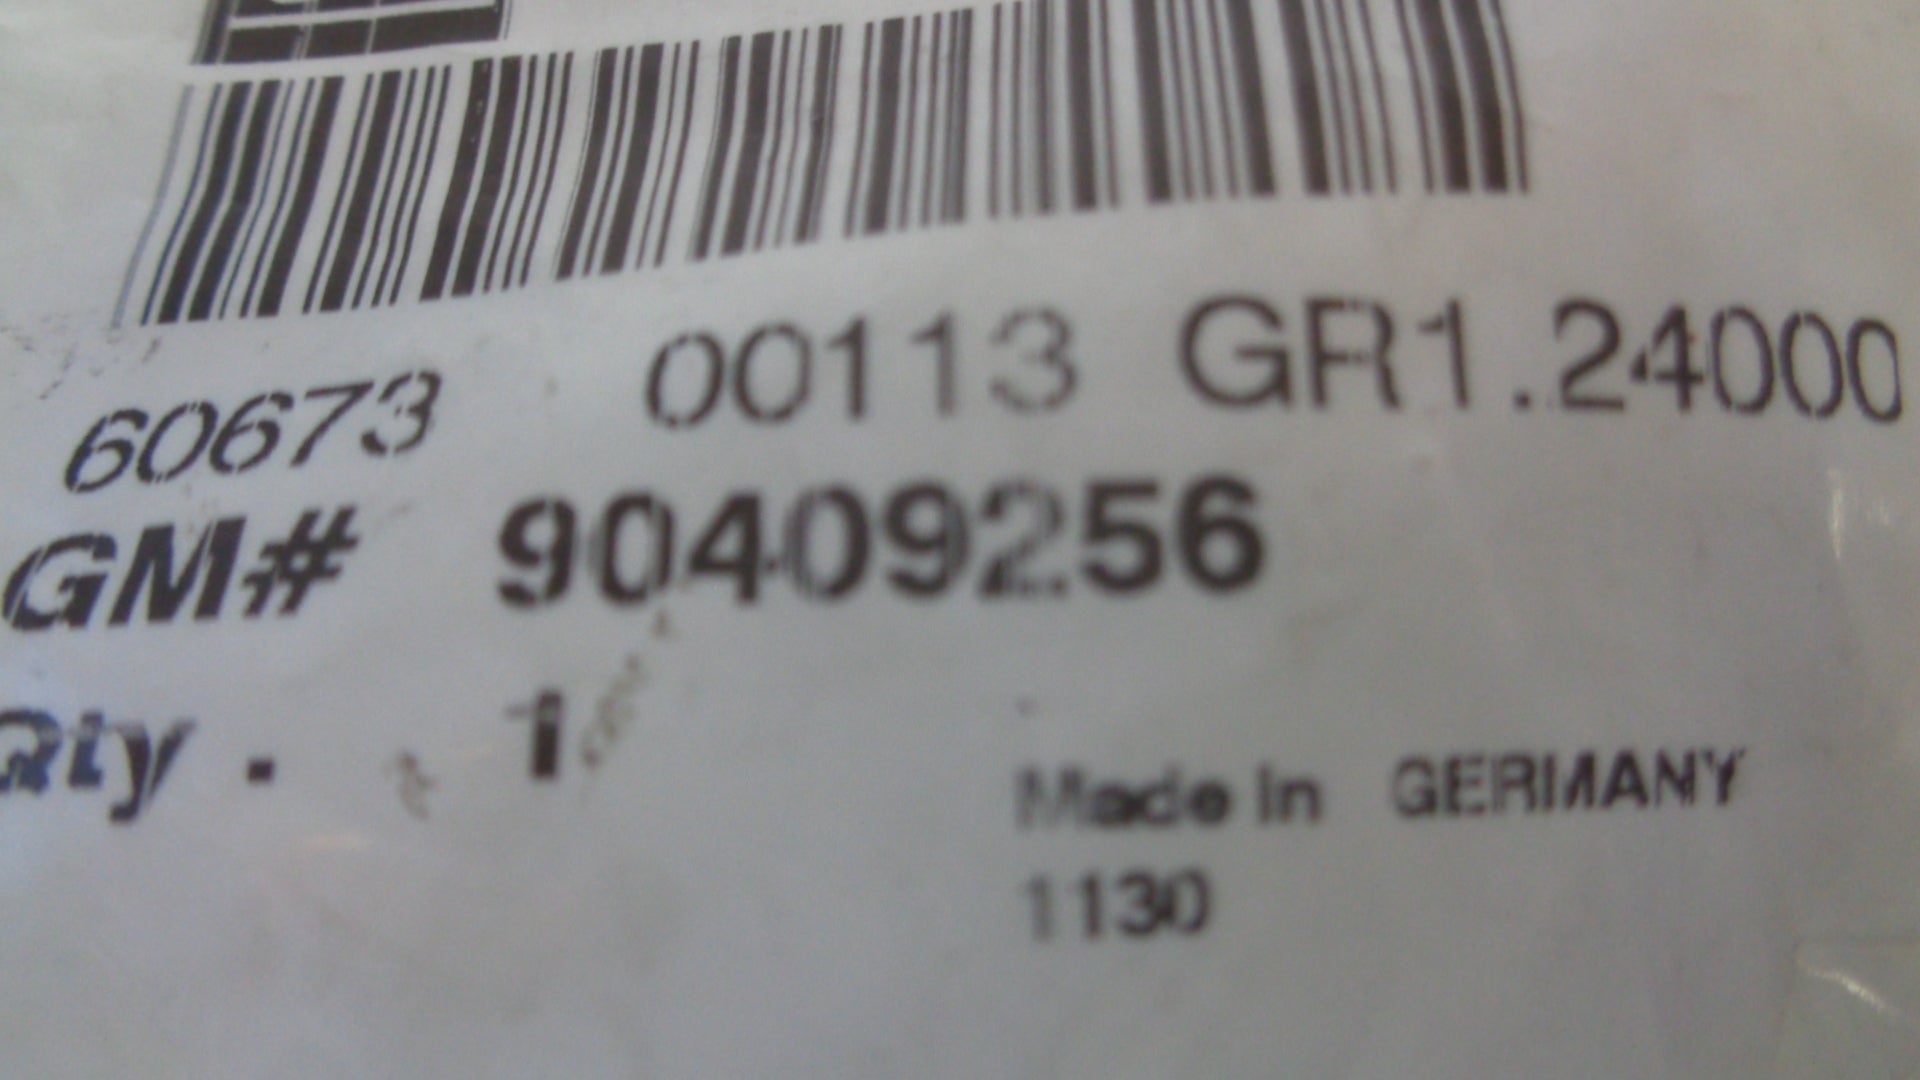 60673 00113 GR1.24000
GM# 90409256
Qty. 1
Made in GERMANY
1130